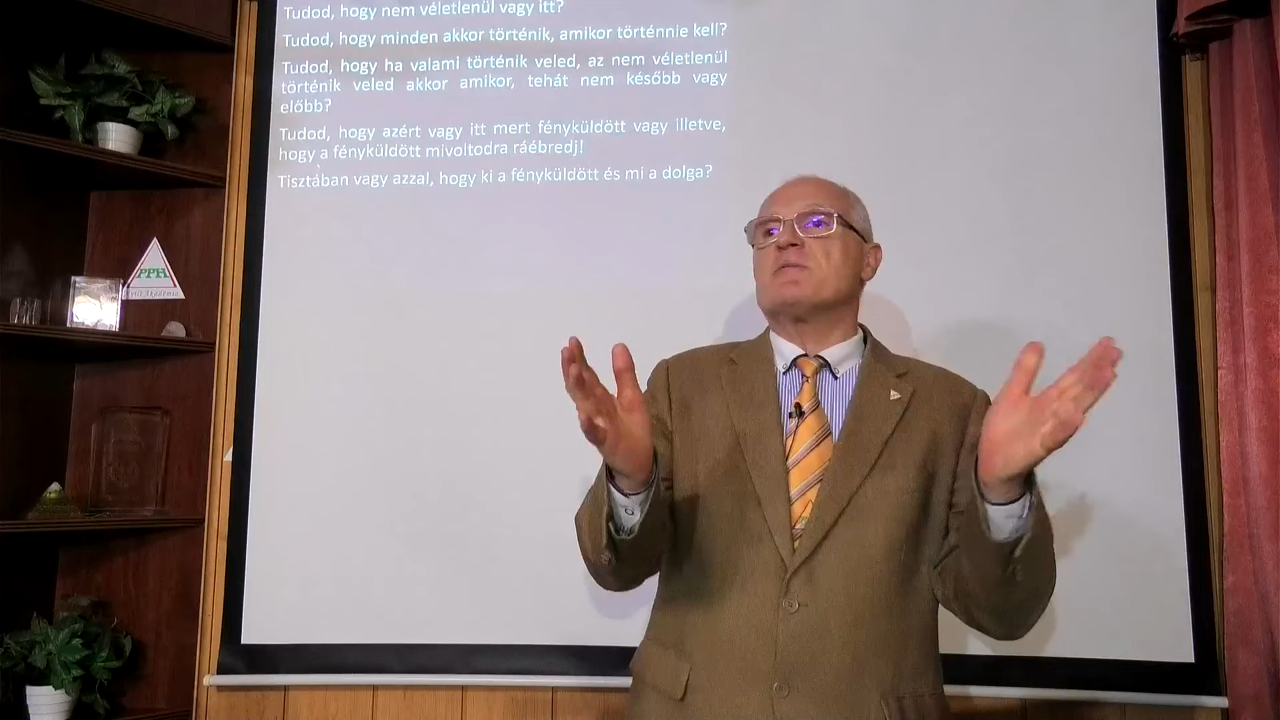 Tudod, hogy nem véletlenül vagy itt?
Tudod, hogy minden akkor történik, amikor történnie kell?
Tudod, hogy ha valami történik veled, az nem véletlenül
történik veled akkor amikor, tehát nem később vagy
előbb?
Tudod, hogy azért vagy itt mert fényküldött vagy illetve,
hogy a fényküldött mivoltodra ráébredj!
Tisztában vagy azzal, hogy ki a fényküldött és mi a dolga?
PPH
Akadémia